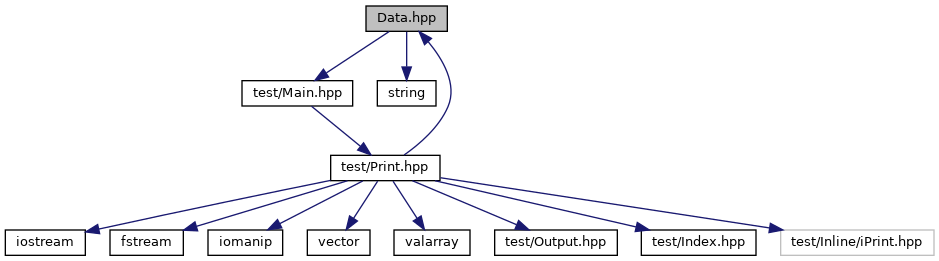 Data.hpp
test/Main.hpp
string
test/Print.hpp
iostream
fstream
iomanip
vector
valarray
test/Output.hpp
test/Index.hpp
test/Inline/iPrint.hpp